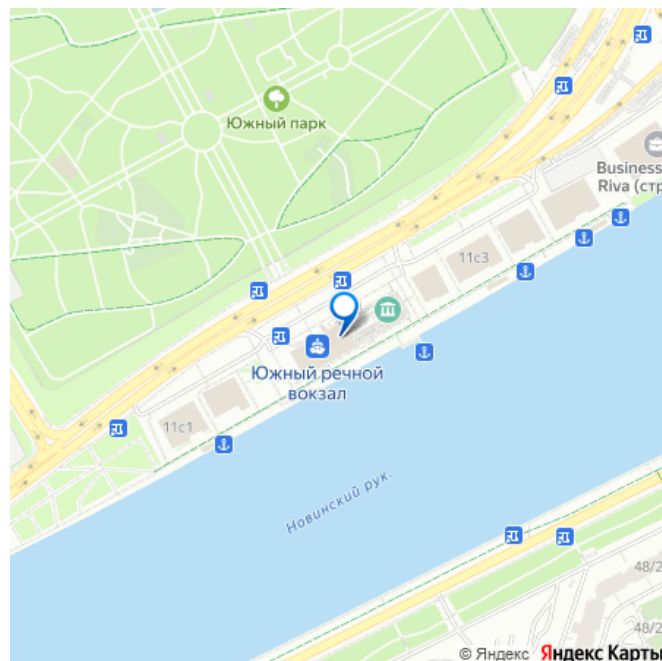 Южный парк
Business
Riva (стр
11с3
Южный речной
вокзал
11с1
Новинский рук.
48/2
48/2
© Яндекс Яндекс Карты